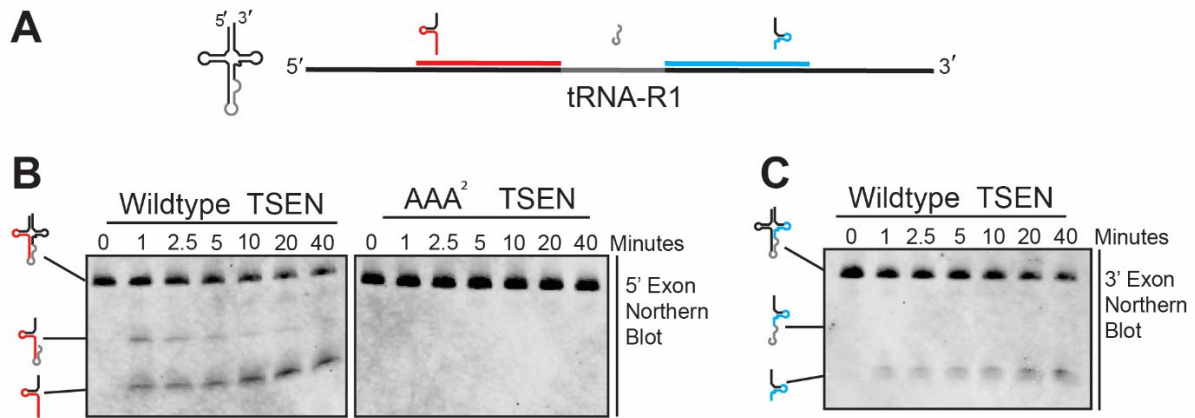 A
5′ 3′
5′ 3′
tRNA-R1
B
Wildtype TSEN
0 1 2.5 5 10 20 40
AAA² TSEN
0 1 2.5 5 10 20 40
Minutes
5′ Exon
Northern
Blot
C
Wildtype TSEN
0 1 2.5 5 10 20 40
Minutes
3′ Exon
Northern
Blot